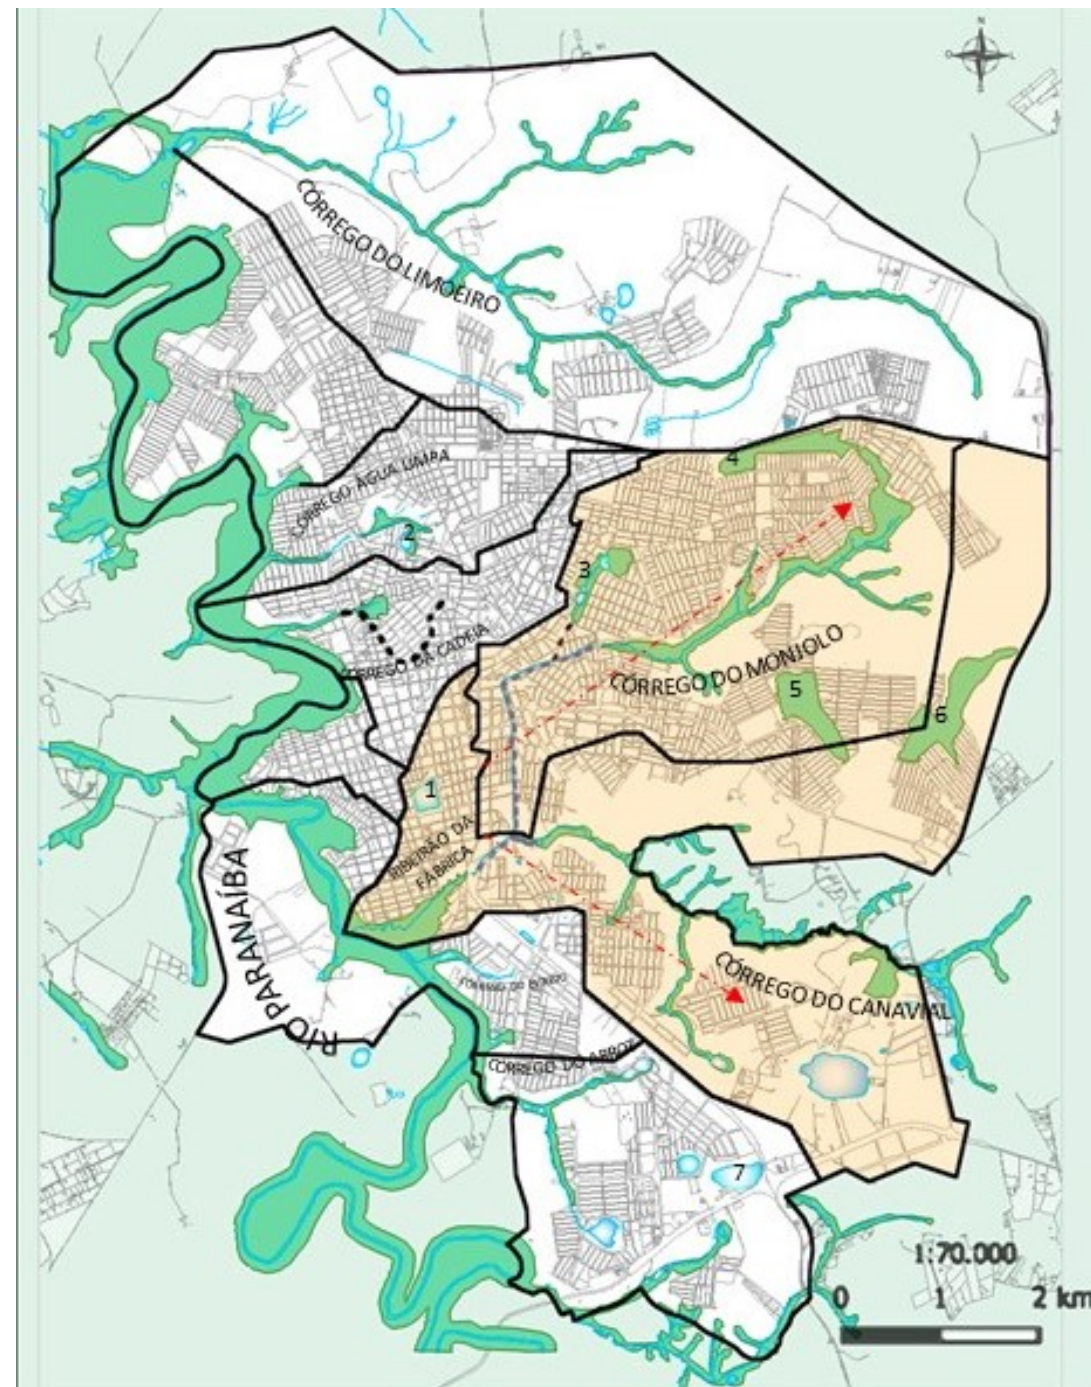 N
CÓRREGO DO LIMOEIRO
CÓRREGO ÁGUA LIMPA
4
2
3
CÓRREGO DA CADEIA
CÓRREGO DO MONJOLO
5
6
1
RIBEIRÃO DA
FÁBRICA
RIO PARANAÍBA
CÓRREGO DO CANAVIAL
CÓRREGO DO ARROZ
7
1:70.000
0 1 2 km